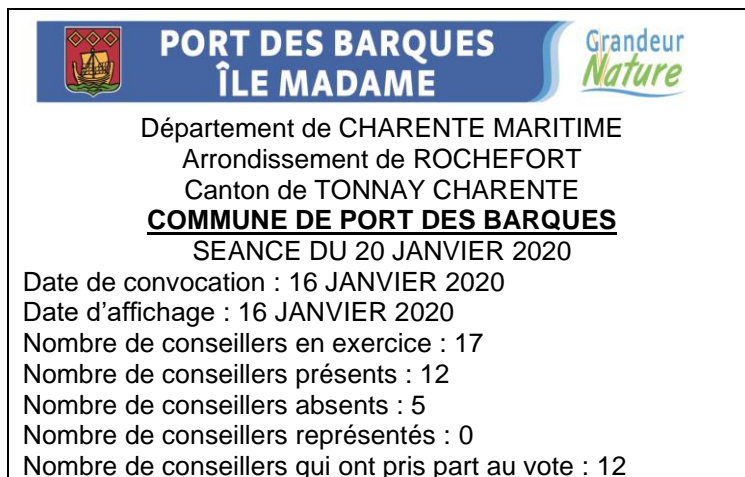 PORT DES BARQUES
ÎLE MADAME
Grandeur
Nature
Département de CHARENTE MARITIME
Arrondissement de ROCHEFORT
Canton de TONNAY CHARENTE
COMMUNE DE PORT DES BARQUES
SEANCE DU 20 JANVIER 2020
Date de convocation : 16 JANVIER 2020
Date d'affichage : 16 JANVIER 2020
Nombre de conseillers en exercice : 17
Nombre de conseillers présents : 12
Nombre de conseillers absents : 5
Nombre de conseillers représentés : 0
Nombre de conseillers qui ont pris part au vote : 12